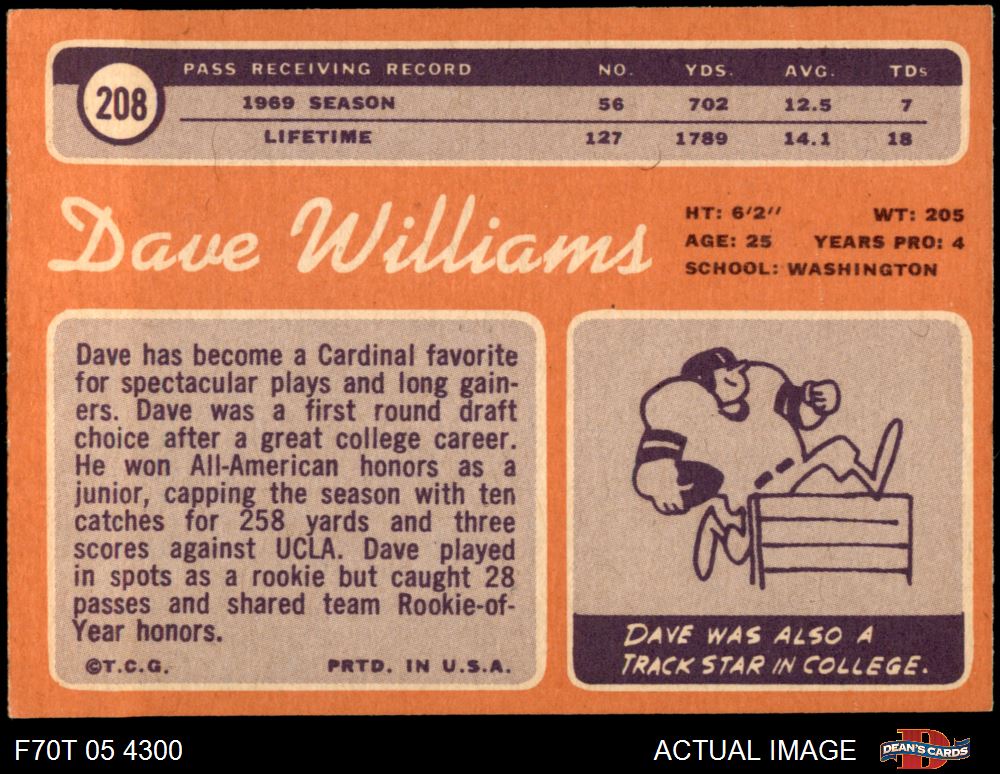 208
PASS RECEIVING RECORD NO. YDS. AVG. TDs
1969 SEASON 56 702 12.5 7
LIFETIME 127 1789 14.1 18
Dave Williams
HT: 6'2" WT: 205
AGE: 25 YEARS PRO: 4
SCHOOL: WASHINGTON
Dave has become a Cardinal favorite
for spectacular plays and long gain-
ers. Dave was a first round draft
choice after a great college career.
He won All-American honors as a
junior, capping the season with ten
catches for 258 yards and three
scores against UCLA. Dave played
in spots as a rookie but caught 28
passes and shared team Rookie-of-
Year honors.
©T.C.G. PRTD. IN U.S.A.
DAVE WAS ALSO A
TRACK STAR IN COLLEGE.
F70T 05 4300 ACTUAL IMAGE DEAN'S CARDS